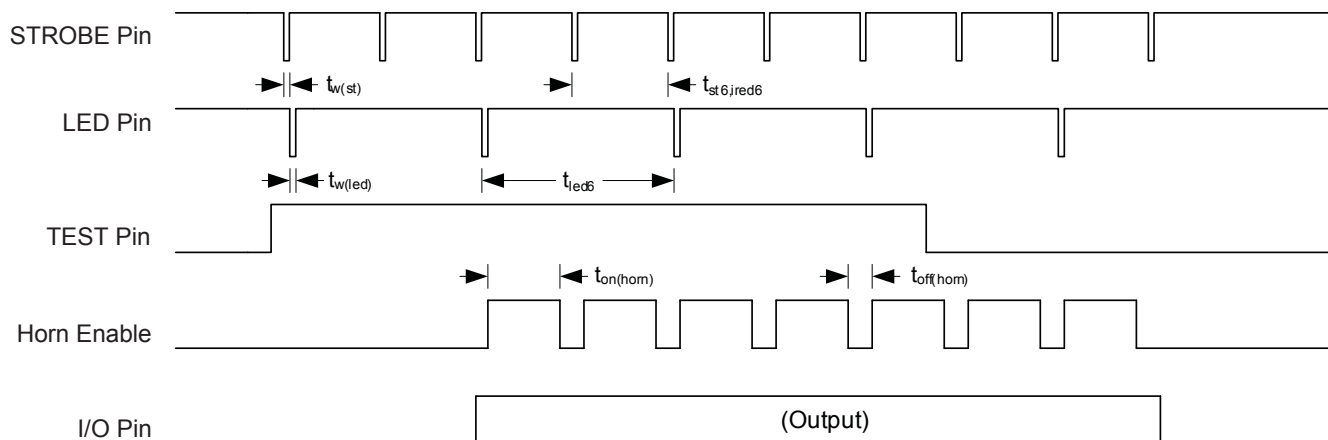 STROBE Pin
tw(st)
tst6,ired6
LED Pin
tw(led)
tled6
TEST Pin
ton(horn)
toff(horn)
Horn Enable
(Output)
I/O Pin